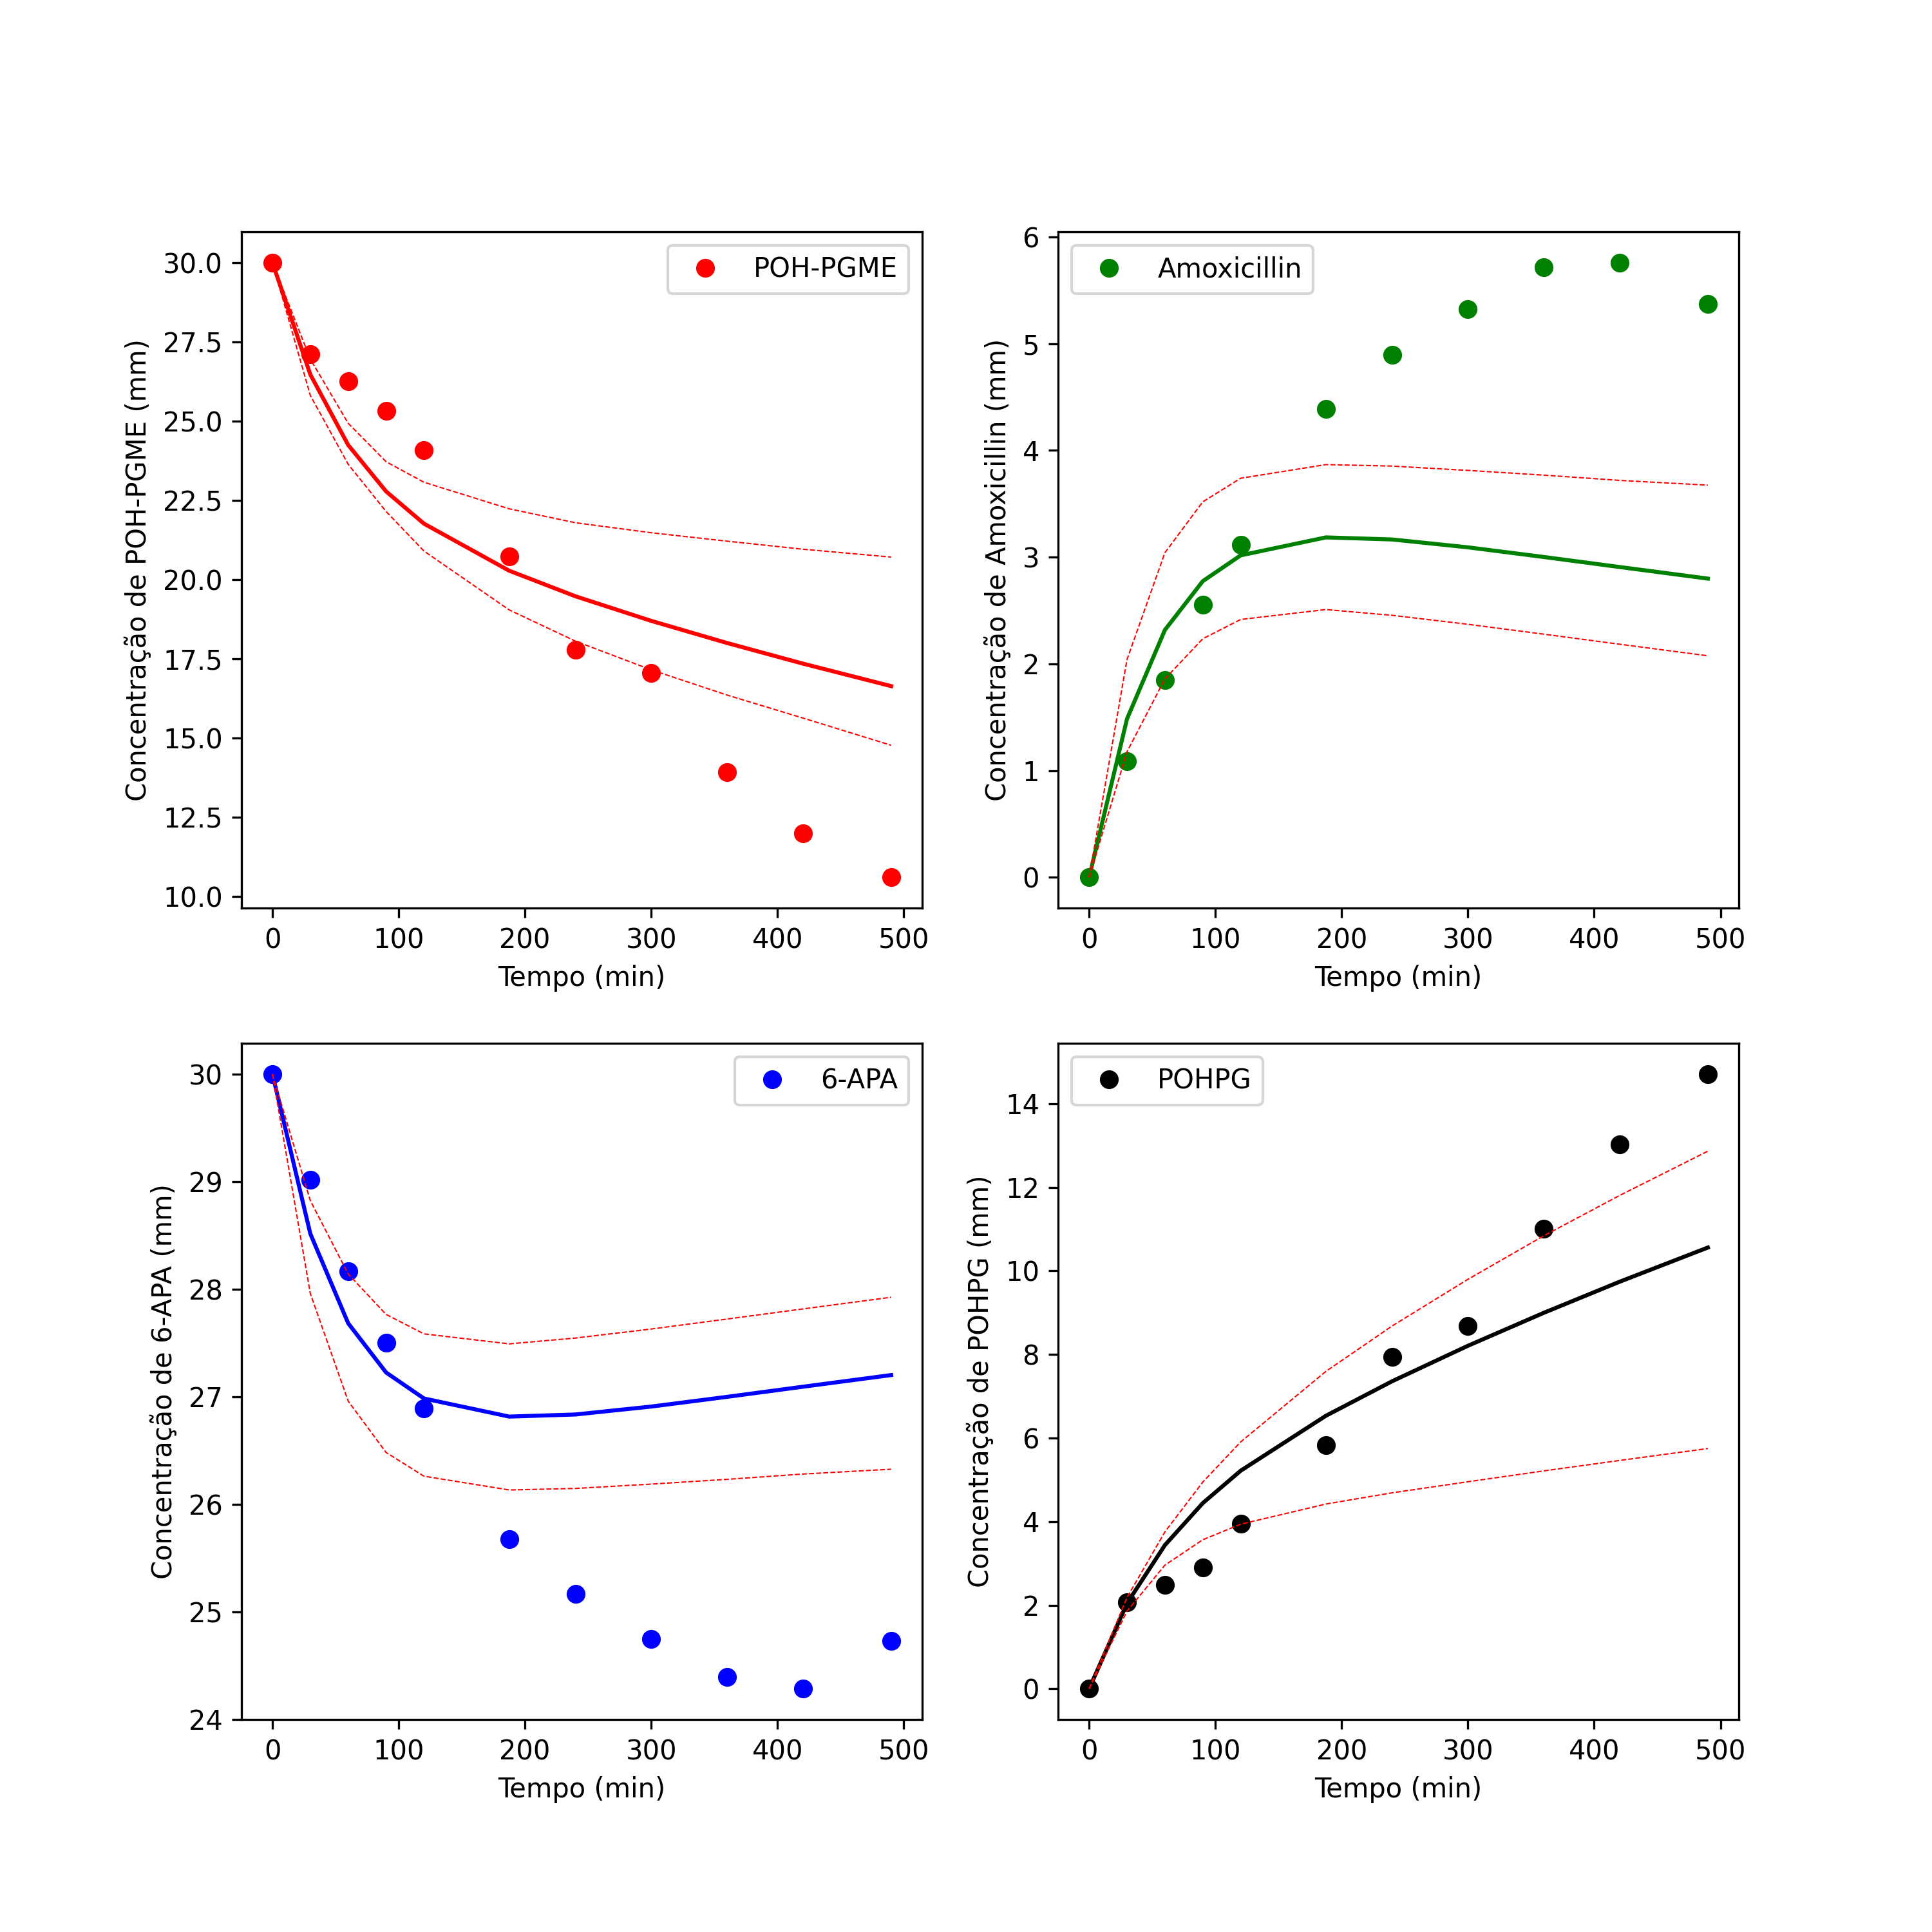 Concentração de POH-PGME (mm)
30.0
27.5
25.0
22.5
20.0
17.5
15.0
12.5
10.0
POH-PGME
0 100 200 300 400 500
Tempo (min)
Concentração de Amoxicillin (mm)
6
5
4
3
2
1
0
Amoxicillin
0 100 200 300 400 500
Tempo (min)
Concentração de 6-APA (mm)
30
29
28
27
26
25
24
6-APA
0 100 200 300 400 500
Tempo (min)
Concentração de POHPG (mm)
14
12
10
8
6
4
2
0
POHPG
0 100 200 300 400 500
Tempo (min)